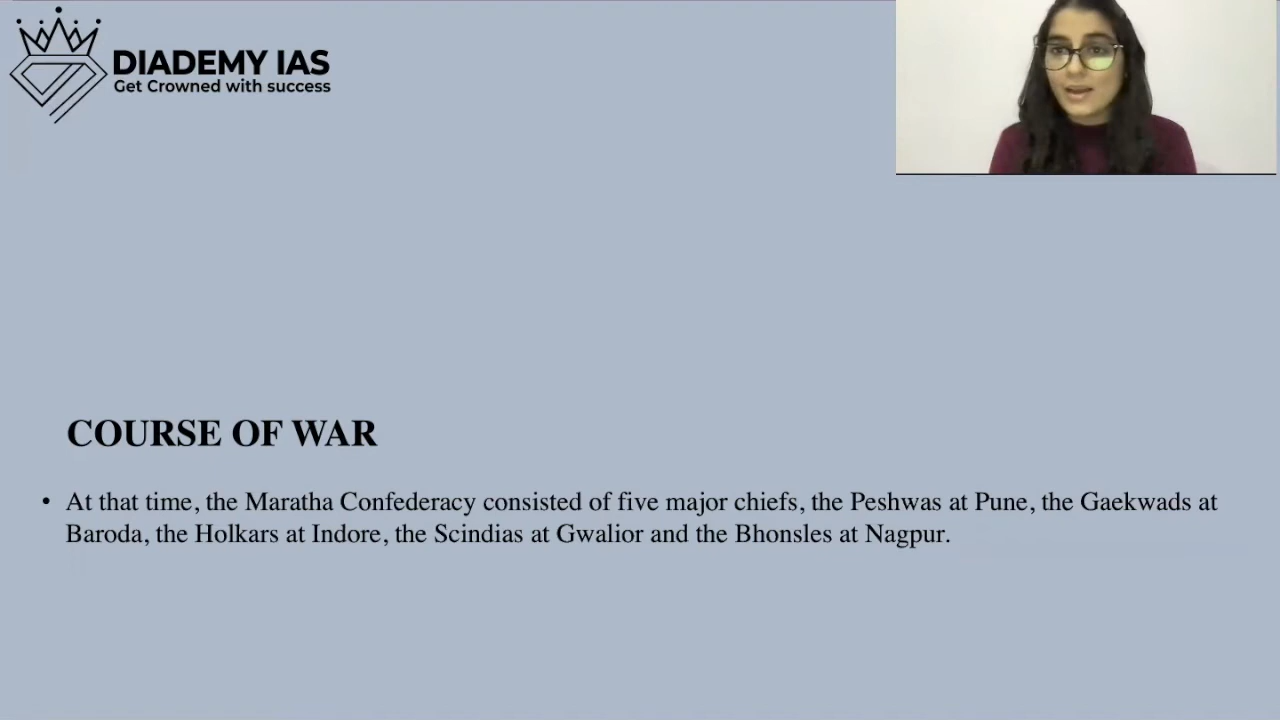 DIADEMY IAS
Get Crowned with success
COURSE OF WAR
• At that time, the Maratha Confederacy consisted of five major chiefs, the Peshwas at Pune, the Gaekwads at
Baroda, the Holkars at Indore, the Scindias at Gwalior and the Bhonsles at Nagpur.